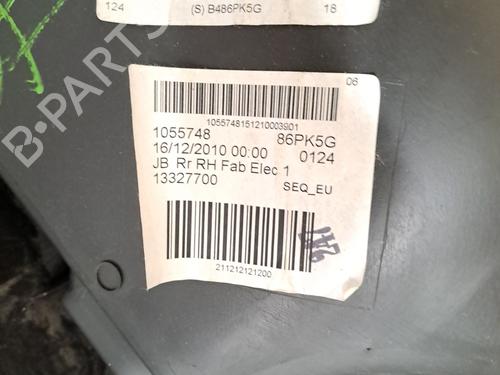 124 (S) B486PK5G 18
06
1055748151210003901
1055748 86PK5G
16/12/2010 00:00 0124
JB Rr RH Fab Elec 1
13327700 SEQ_EU
211212121200
B-PARTS